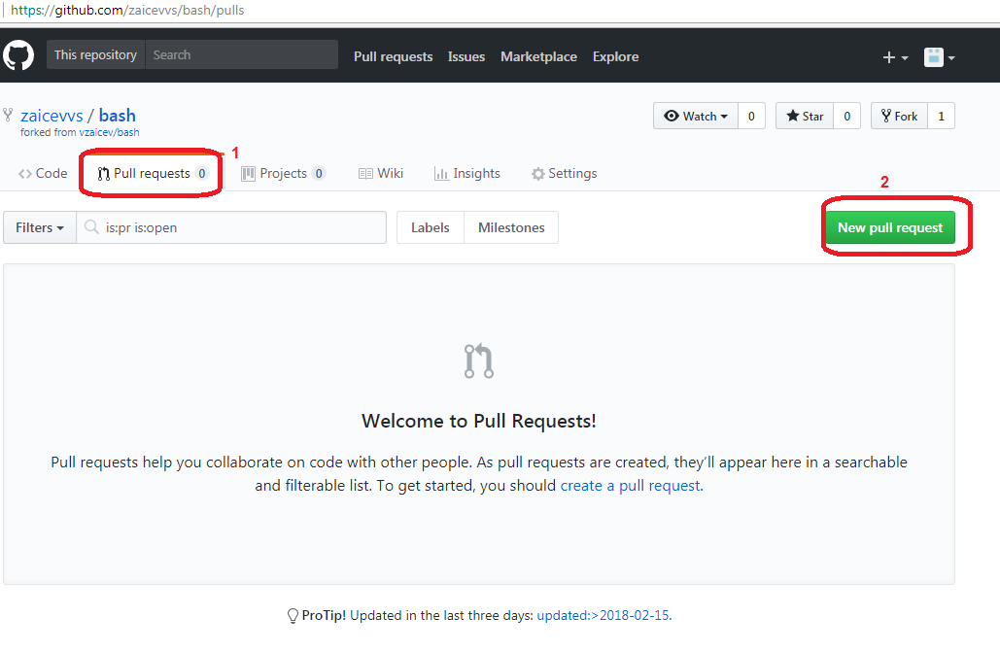 https://github.com/zaicevvs/bash/pulls
This repository Search Pull requests Issues Marketplace Explore
zaicevvs / bash Watch 0 Star 0 Fork 1
forked from vzaicev/bash
1
Code Pull requests 0 Projects 0 Wiki Insights Settings
2
Filters is:pr is:open Labels Milestones New pull request
Welcome to Pull Requests!
Pull requests help you collaborate on code with other people. As pull requests are created, they’ll appear here in a searchable
and filterable list. To get started, you should create a pull request.
ProTip! Updated in the last three days: updated:>2018-02-15.